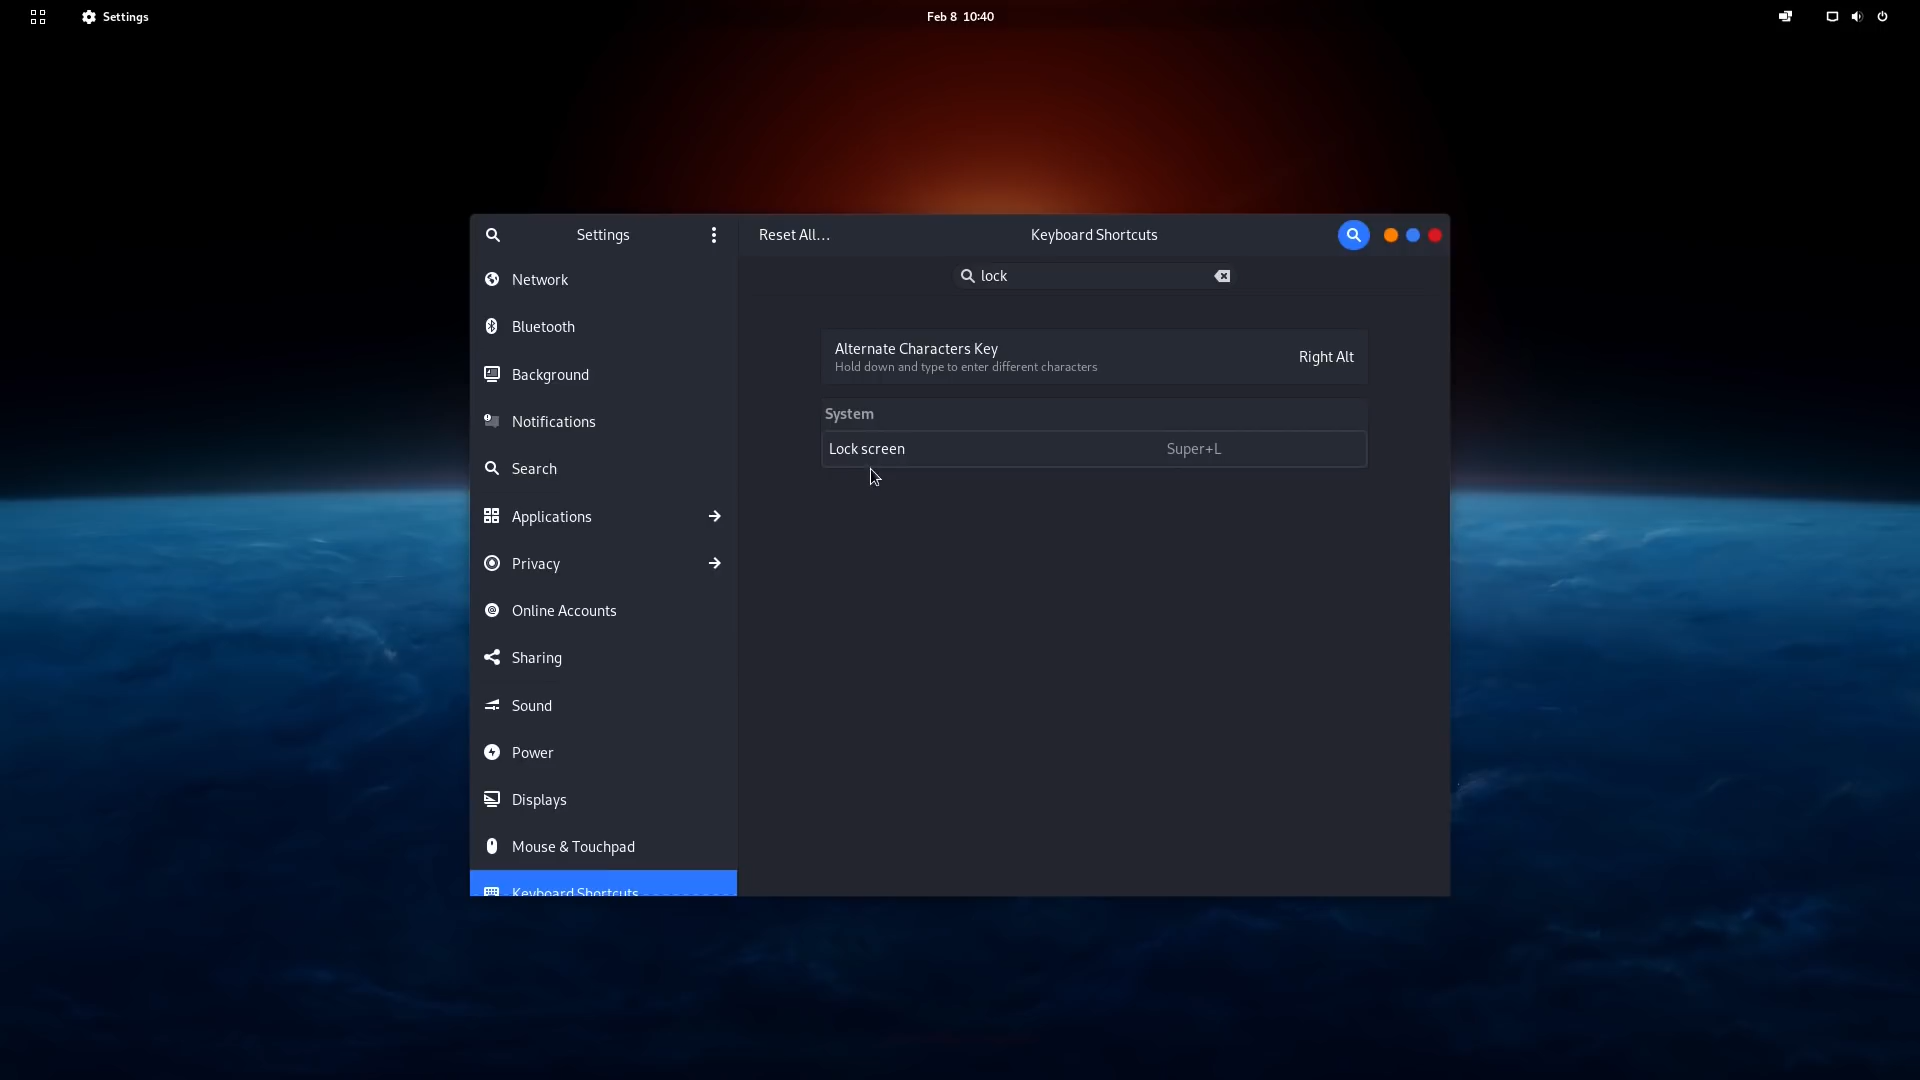 Settings
Feb 8 10:40
Settings
Reset All...
Keyboard Shortcuts
lock
Network
Bluetooth
Background
Notifications
Search
Applications
Privacy
Online Accounts
Sharing
Sound
Power
Displays
Mouse & Touchpad
Keyboard Shortcuts
Alternate Characters Key
Hold down and type to enter different characters
Right Alt
System
Lock screen
Super+L